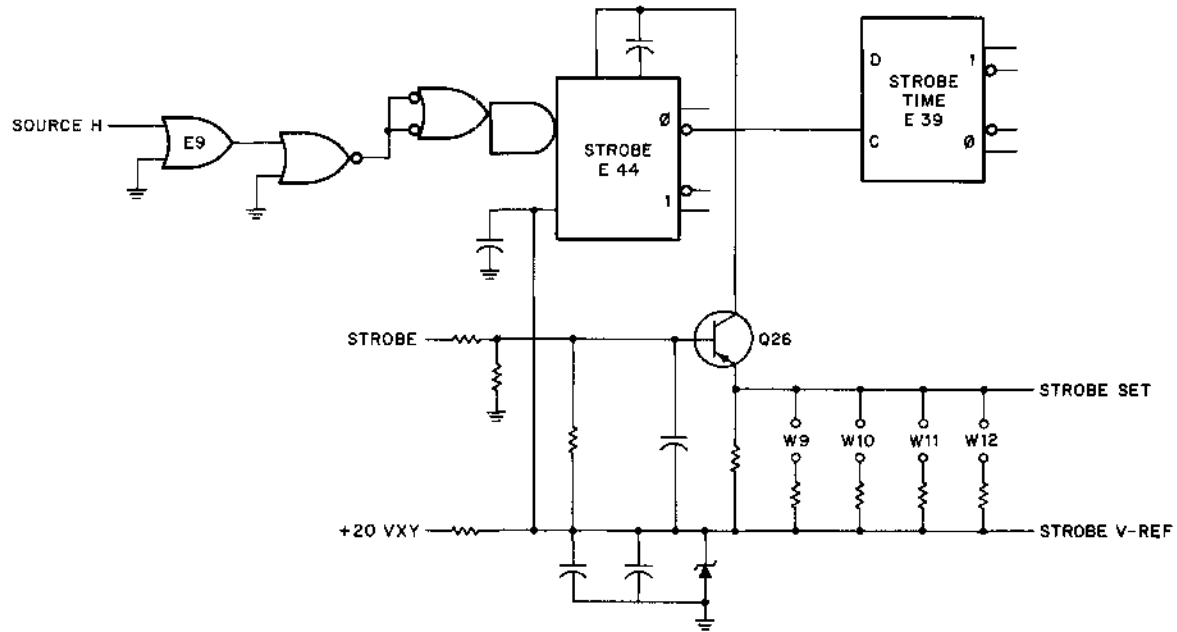 SOURCE H
E9
STROBE
E 44
Ø
1
D
C
STROBE
TIME
E 39
1
Ø
STROBE
Q26
STROBE SET
W9
W10
W11
W12
+20 VXY
STROBE V-REF